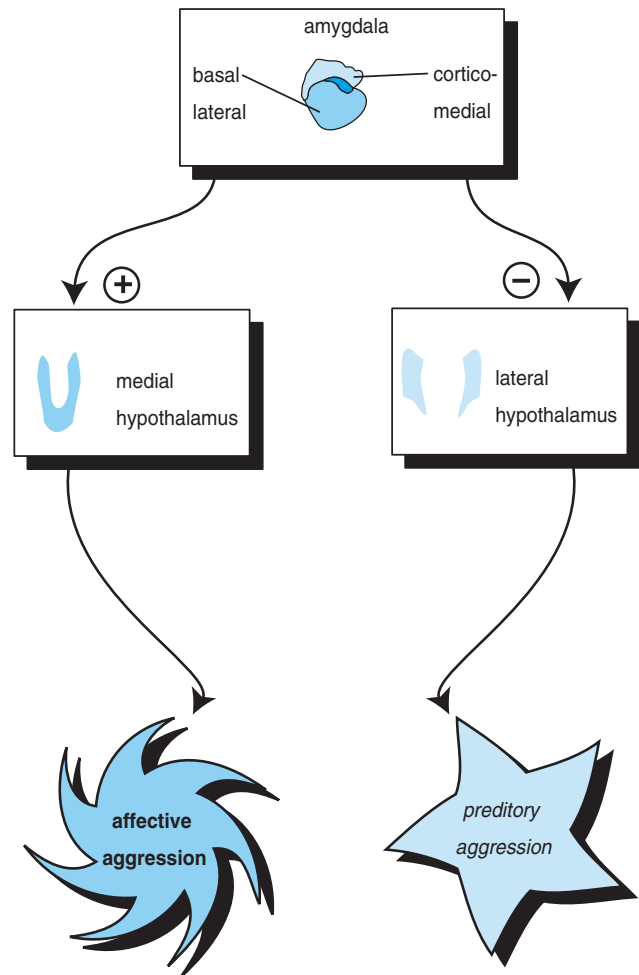 amygdala
basal
lateral
cortico-
medial
+
−
medial
hypothalamus
lateral
hypothalamus
affective
aggression
preditory
aggression